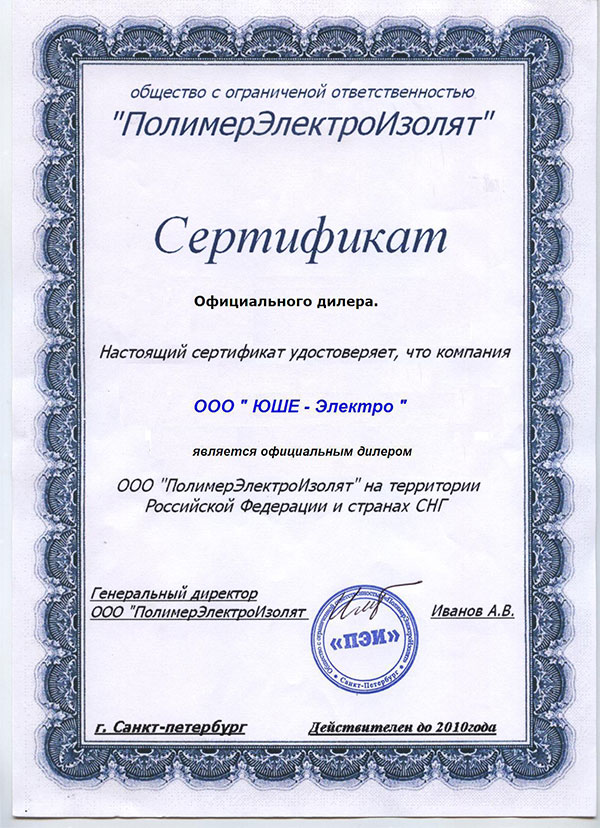 общество с ограниченой ответственностью
"ПолимерЭлектроИзолят"
Сертификат
Официального дилера.
Настоящий сертификат удостоверяет, что компания
ООО " ЮШЕ - Электро "
является официальным дилером
ООО "ПолимерЭлектроИзолят" на территории
Российской Федерации и странах СНГ
Генеральный директор
ООО "ПолимерЭлектроИзолят
Иванов А.В.
«ПЭИ»
Санкт-Петербург
г. Санкт-петербург
Действителен до 2010года